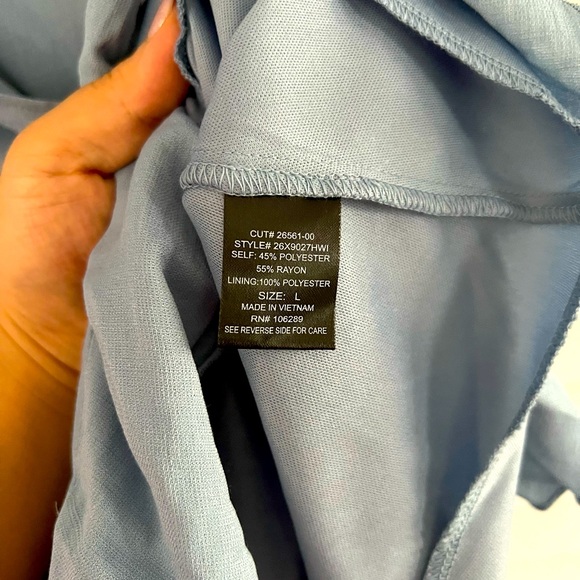 CUT# 26561-00
STYLE# 26X9027HWI
SELF: 45% POLYESTER
55% RAYON
LINING:100% POLYESTER
SIZE: L
MADE IN VIETNAM
RN# 106289
SEE REVERSE SIDE FOR CARE